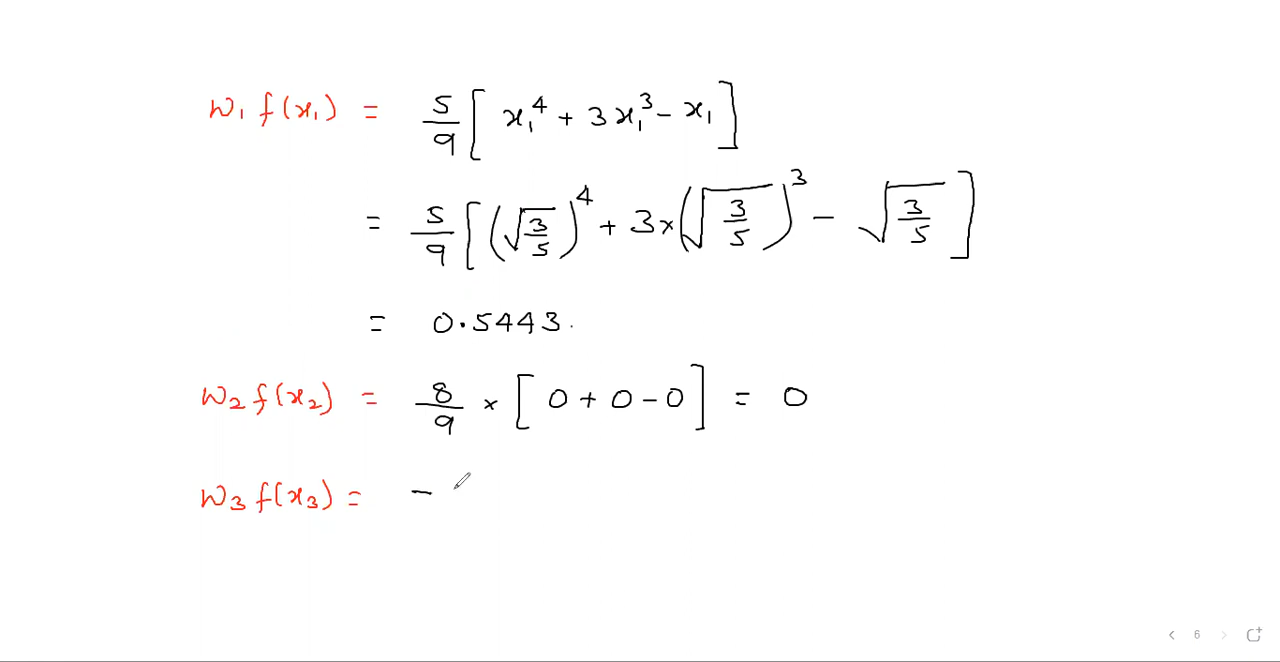 w₁ f(x₁) = 5/9 [ x₁⁴ + 3x₁³ - x₁ ]
= 5/9 [ (√(3/5))⁴ + 3×(√(3/5))³ - √(3/5) ]
= 0.5443.
w₂ f(x₂) = 8/9 × [ 0 + 0 - 0 ] = 0
w₃ f(x₃) = -
< 6 >